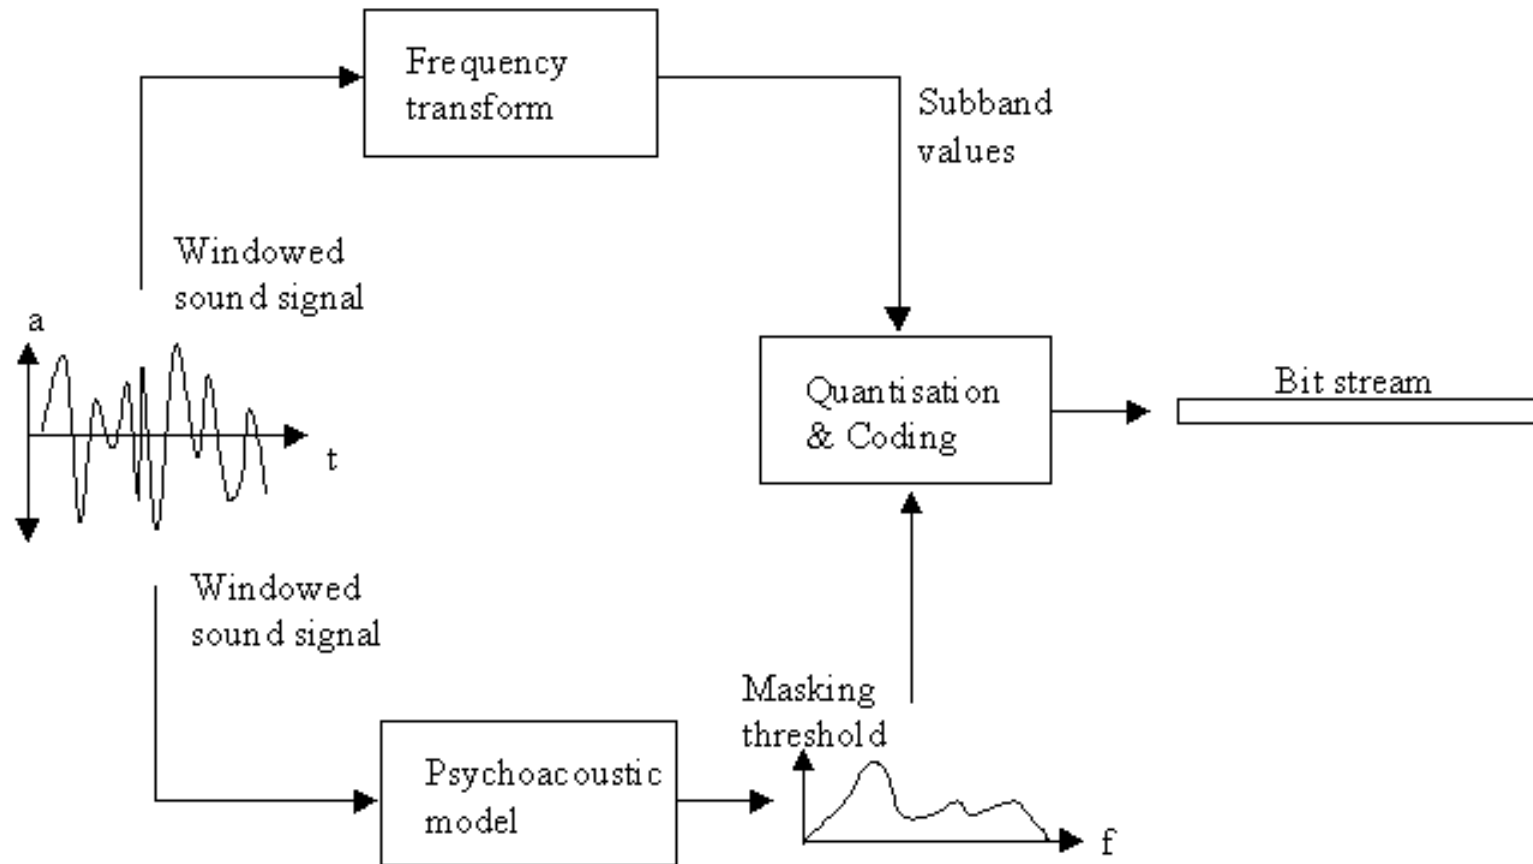 Frequency
transform
Subband
values
Windowed
sound signal
a
t
Quantisation
& Coding
Bit stream
Windowed
sound signal
Masking
threshold
Psychoacoustic
model
f